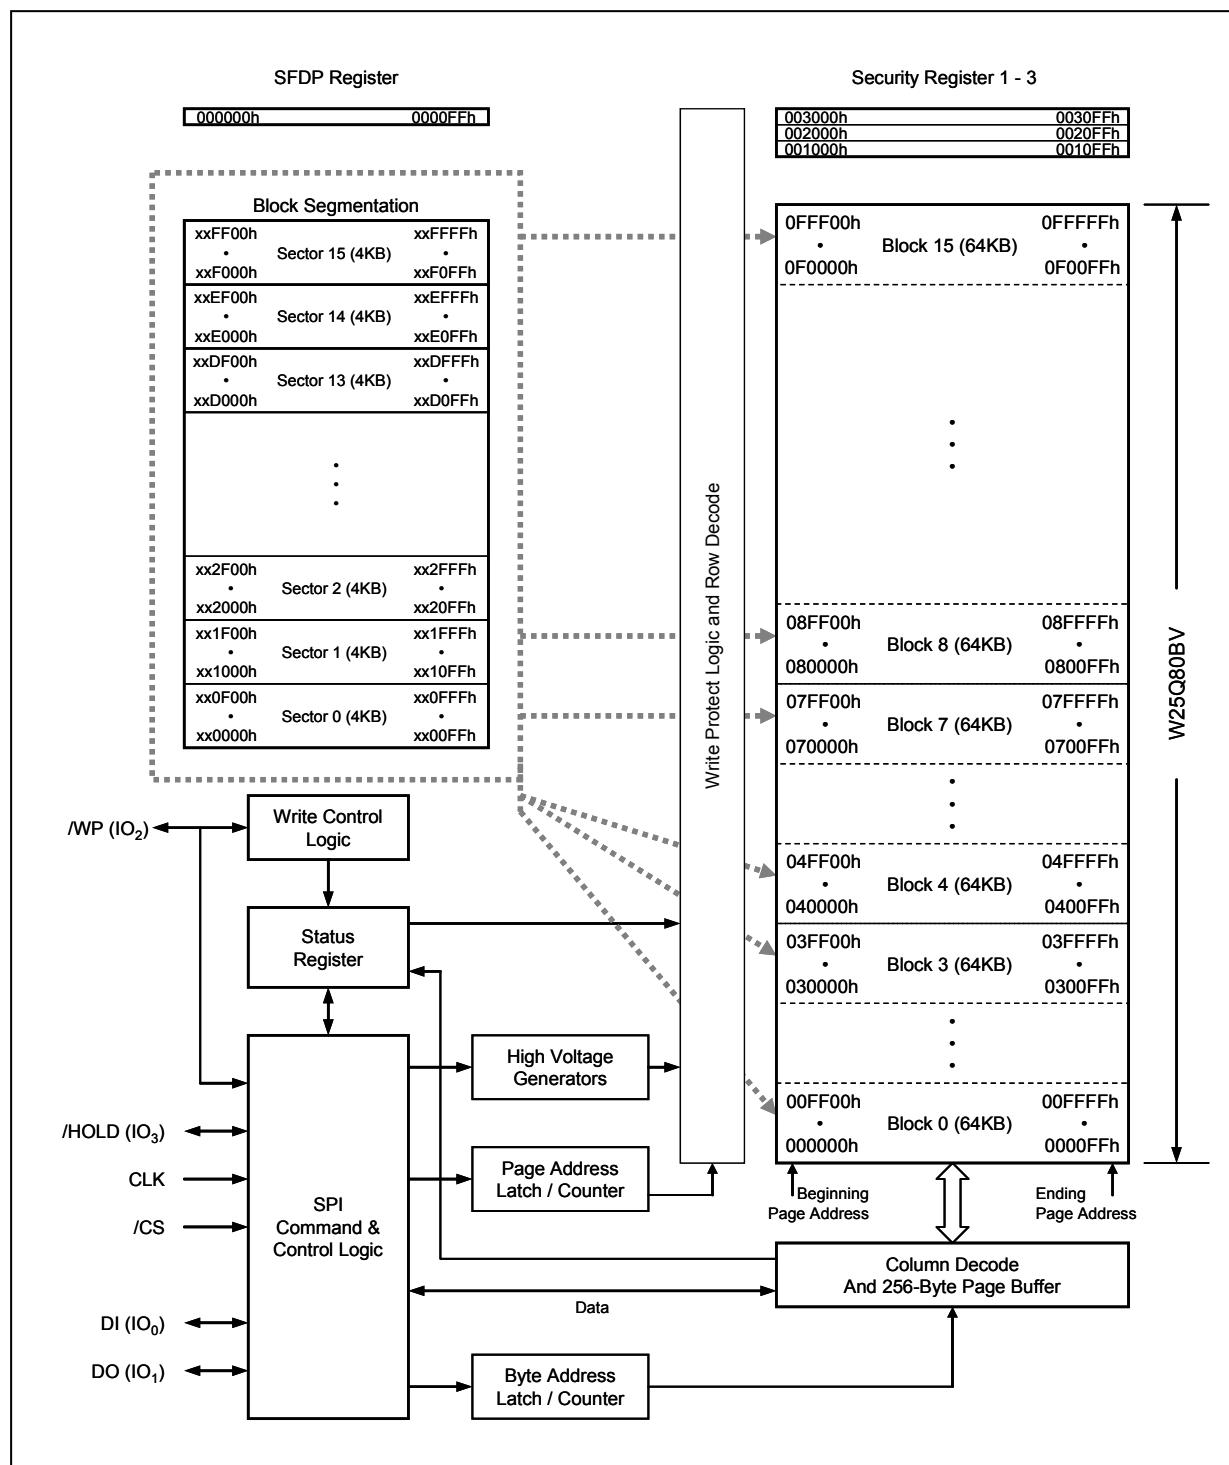 SFDP Register
000000h 0000FFh
Security Register 1 - 3
003000h 0030FFh
002000h 0020FFh
001000h 0010FFh
Block Segmentation
xxFF00h xxFFFFh
• Sector 15 (4KB) •
xxF000h xxF0FFh
xxEF00h xxEFFFh
• Sector 14 (4KB) •
xxE000h xxE0FFh
xxDF00h xxDFFFh
• Sector 13 (4KB) •
xxD000h xxD0FFh
xx2F00h xx2FFFh
• Sector 2 (4KB) •
xx2000h xx20FFh
xx1F00h xx1FFFh
• Sector 1 (4KB) •
xx1000h xx10FFh
xx0F00h xx0FFFh
• Sector 0 (4KB) •
xx0000h xx00FFh
Write Protect Logic and Row Decode
0FFF00h 0FFFFFh
• Block 15 (64KB) •
0F0000h 0F00FFh
08FF00h 08FFFFh
• Block 8 (64KB) •
080000h 0800FFh
07FF00h 07FFFFh
• Block 7 (64KB) •
070000h 0700FFh
04FF00h 04FFFFh
• Block 4 (64KB) •
040000h 0400FFh
03FF00h 03FFFFh
• Block 3 (64KB) •
030000h 0300FFh
00FF00h 00FFFFh
• Block 0 (64KB) •
000000h 0000FFh
W25Q80BV
Beginning
Page Address
Ending
Page Address
/WP (IO2)
Write Control
Logic
Status
Register
High Voltage
Generators
/HOLD (IO3)
CLK
/CS
DI (IO0)
DO (IO1)
SPI
Command &
Control Logic
Page Address
Latch / Counter
Column Decode
And 256-Byte Page Buffer
Data
Byte Address
Latch / Counter